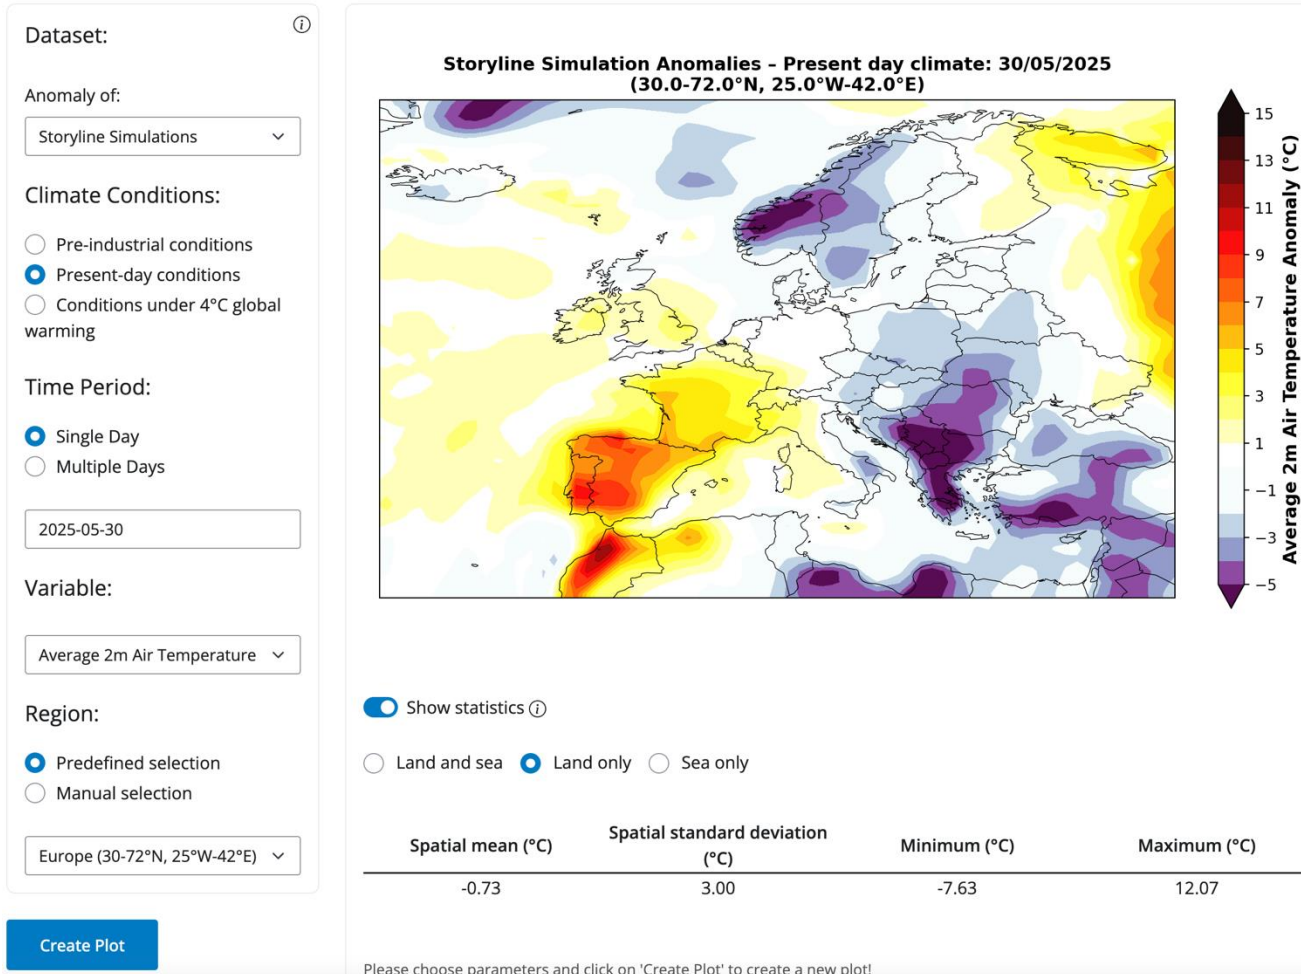 Dataset:
Anomaly of:
Storyline Simulations
Climate Conditions:
Pre-industrial conditions
Present-day conditions
Conditions under 4°C global
warming
Time Period:
Single Day
Multiple Days
2025-05-30
Variable:
Average 2m Air Temperature
Region:
Predefined selection
Manual selection
Europe (30-72°N, 25°W-42°E)
Create Plot
Storyline Simulation Anomalies – Present day climate: 30/05/2025
(30.0-72.0°N, 25.0°W-42.0°E)
15
13
11
9
7
5
3
1
−1
−3
−5
Average 2m Air Temperature Anomaly (°C)
Show statistics
Land and sea
Land only
Sea only
Spatial mean (°C)
Spatial standard deviation
(°C)
Minimum (°C)
Maximum (°C)
-0.73
3.00
-7.63
12.07
Please choose parameters and click on 'Create Plot' to create a new plot!